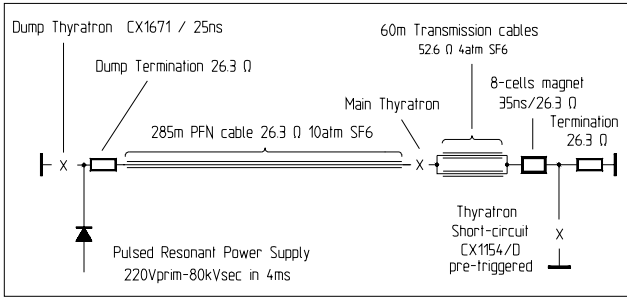 Dump Thyratron CX1671 / 25ns
Dump Termination 26.3 Ω
285m PFN cable 26.3 Ω 10atm SF6
Main Thyratron
60m Transmission cables
52.6 Ω 4atm SF6
8-cells magnet
35ns/26.3 Ω
Termination
26.3 Ω
Pulsed Resonant Power Supply
220Vprim-80kVsec in 4ms
Thyratron
Short-circuit
CX1154/D
pre-triggered